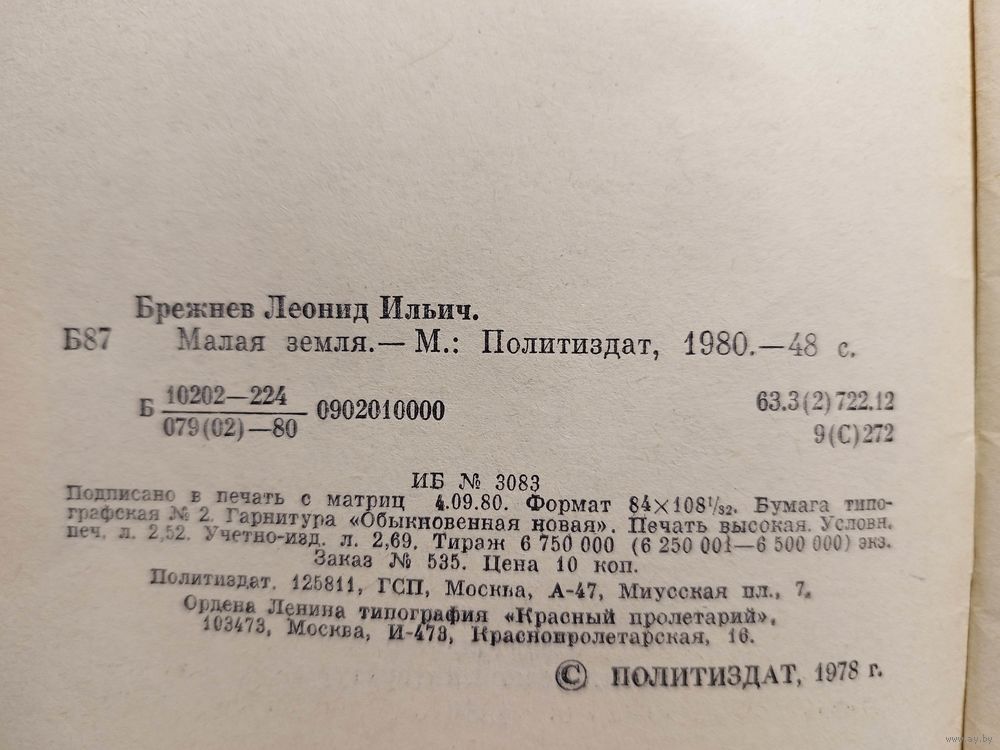 Брежнев Леонид Ильич.
Б87 Малая земля.— М.: Политиздат, 1980.—48 с.
Б 10202—224 0902010000 63.3(2)722.12
079(02)—80 9(С)272
ИБ № 3083
Подписано в печать с матриц 4.09.80. Формат 84×108¹/₃₂. Бумага типо-
графская № 2. Гарнитура «Обыкновенная новая». Печать высокая. Условн.
печ. л. 2,52. Учетно-изд. л. 2,69. Тираж 6 750 000 (6 250 001—6 500 000) экз.
Заказ № 535. Цена 10 коп.
Политиздат. 125811, ГСП, Москва, А-47, Миусская пл., 7.
Ордена Ленина типография «Красный пролетарий».
103473, Москва, И-473, Краснопролетарская, 16.
© ПОЛИТИЗДАТ, 1978 г.
www.ay.by